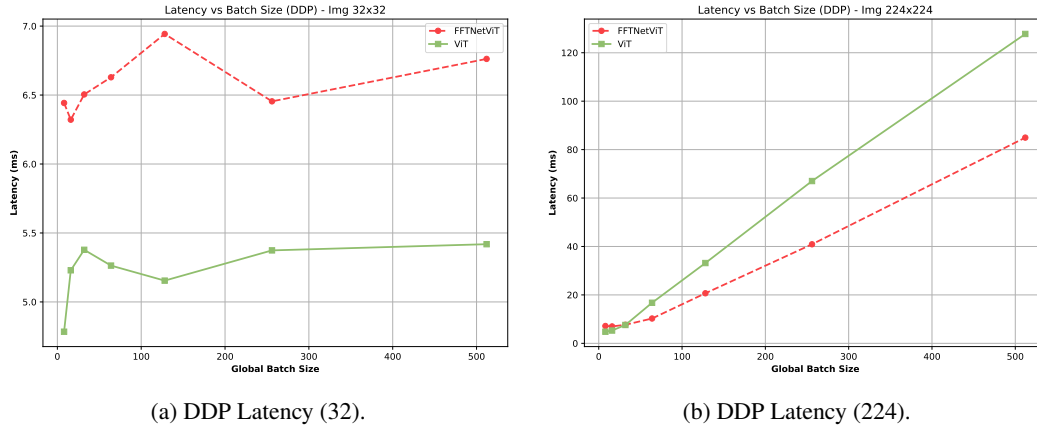 Latency vs Batch Size (DDP) - Img 32x32
7.0
6.5
6.0
5.5
5.0
Latency (ms)
0
100
200
300
400
500
Global Batch Size
FFTNetViT
ViT
(a) DDP Latency (32).
Latency vs Batch Size (DDP) - Img 224x224
120
100
80
60
40
20
0
Latency (ms)
0
100
200
300
400
500
Global Batch Size
FFTNetViT
ViT
(b) DDP Latency (224).